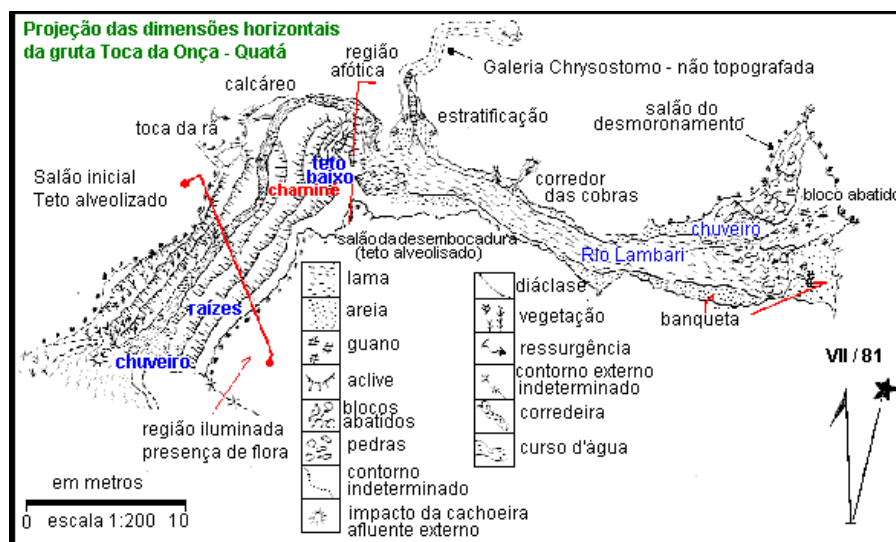 Projeção das dimensões horizontais
da gruta Toca da Onça - Quatá
região
afótica
Galeria Chrysostomo - não topografada
calcáreo
estratificação
salão do
desmoronamento
toca da rã
Salão inicial
Teto alveolizado
teto
baixo
chaminé
corredor
das cobras
bloco abatido
chuveiro
Rio Lambari
salão da desembocadura
(teto alveolisado)
raízes
chuveiro
banqueta
região iluminada
presença de flora
lama
areia
guano
aclive
blocos
abatidos
pedras
contorno
indeterminado
impacto da cachoeira
afluente externo
diáclase
vegetação
ressurgência
contorno externo
indeterminado
corredeira
curso d'água
VII / 81
em metros
0 escala 1:200 10